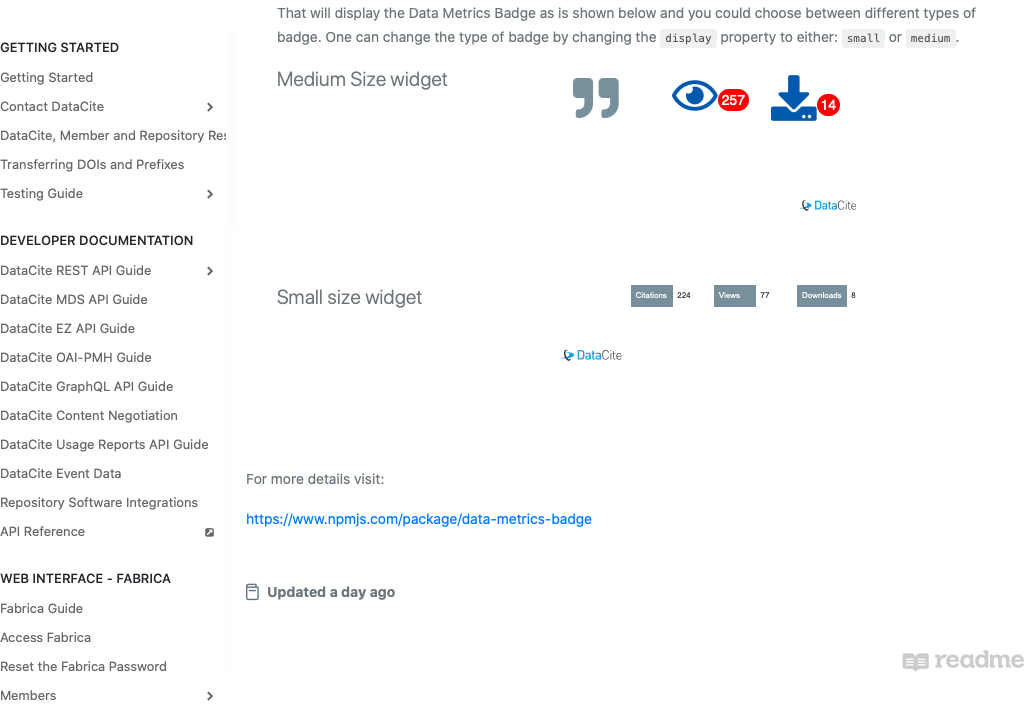 GETTING STARTED
Getting Started
Contact DataCite
DataCite, Member and Repository Res
Transferring DOIs and Prefixes
Testing Guide
DEVELOPER DOCUMENTATION
DataCite REST API Guide
DataCite MDS API Guide
DataCite EZ API Guide
DataCite OAI-PMH Guide
DataCite GraphQL API Guide
DataCite Content Negotiation
DataCite Usage Reports API Guide
DataCite Event Data
Repository Software Integrations
API Reference
WEB INTERFACE - FABRICA
Fabrica Guide
Access Fabrica
Reset the Fabrica Password
Members
That will display the Data Metrics Badge as is shown below and you could choose between different types of
badge. One can change the type of badge by changing the display property to either: small or medium.
Medium Size widget
257
14
DataCite
Small size widget
Citations 224 Views 77 Downloads 8
DataCite
For more details visit:
https://www.npmjs.com/package/data-metrics-badge
Updated a day ago
readme